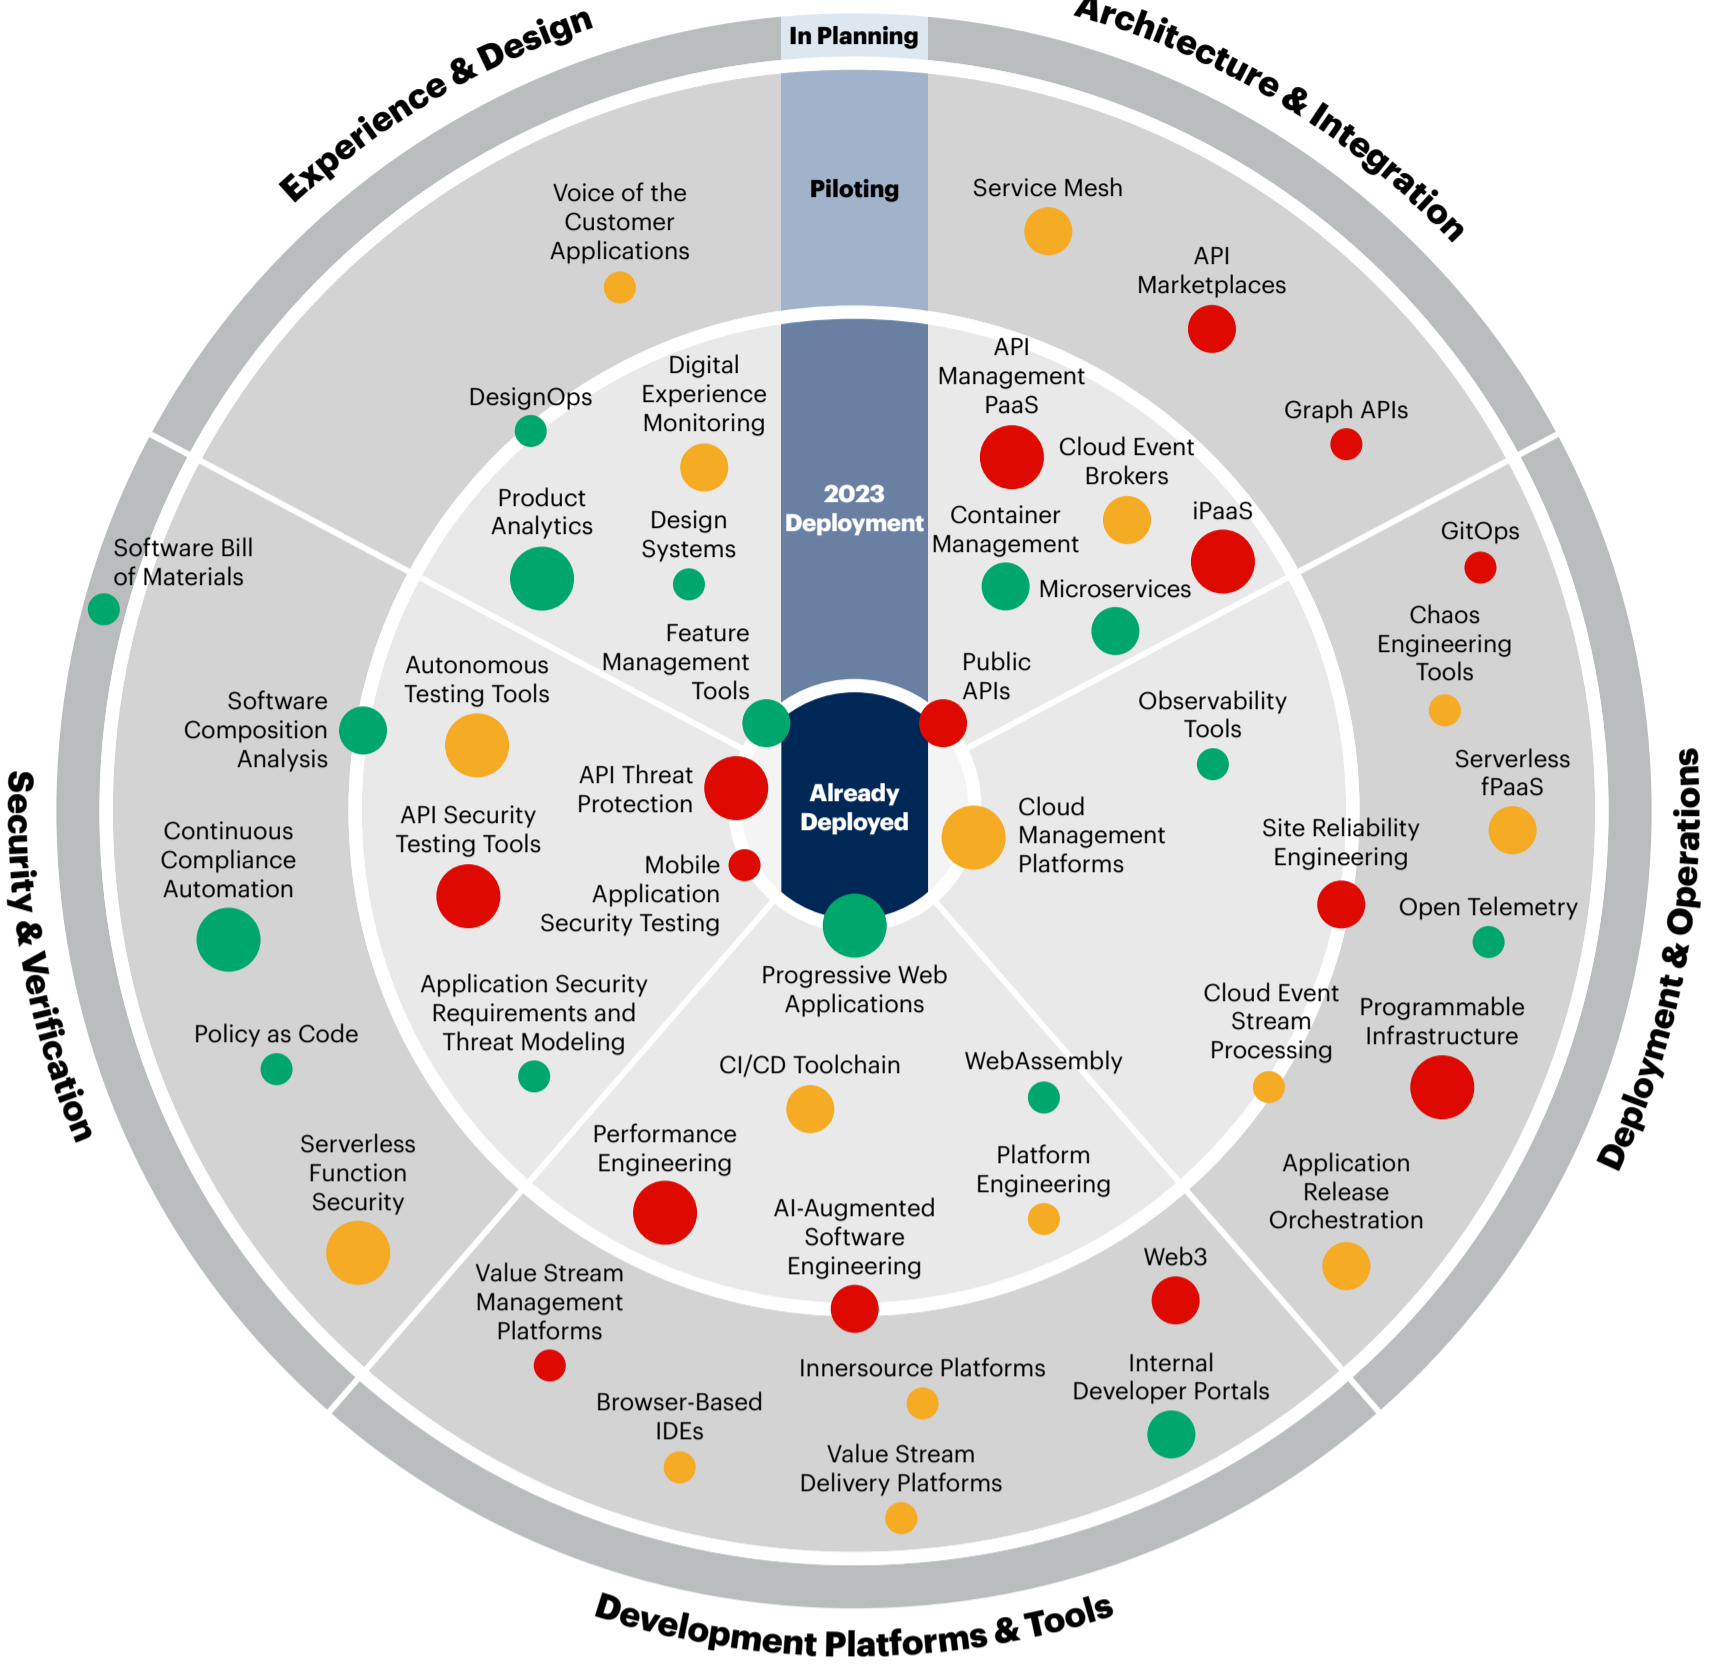 Experience & Design
In Planning
Architecture & Integration
Piloting
Voice of the
Customer
Applications
Service Mesh
API
Marketplaces
Graph APIs
DesignOps
Digital
Experience
Monitoring
Product
Analytics
Design
Systems
Feature
Management
Tools
2023
Deployment
API
Management
PaaS
Cloud Event
Brokers
iPaaS
Container
Management
Microservices
Public
APIs
Already
Deployed
Security & Verification
Software Bill
of Materials
Software
Composition
Analysis
Autonomous
Testing Tools
API Threat
Protection
API Security
Testing Tools
Mobile
Application
Security Testing
Continuous
Compliance
Automation
Policy as Code
Application Security
Requirements and
Threat Modeling
Serverless
Function
Security
Deployment & Operations
GitOps
Chaos
Engineering
Tools
Observability
Tools
Serverless
fPaaS
Cloud
Management
Platforms
Site Reliability
Engineering
Open Telemetry
Cloud Event
Stream
Processing
Programmable
Infrastructure
Application
Release
Orchestration
Progressive Web
Applications
CI/CD Toolchain
WebAssembly
Performance
Engineering
Platform
Engineering
AI-Augmented
Software
Engineering
Web3
Value Stream
Management
Platforms
Innersource Platforms
Internal
Developer Portals
Browser-Based
IDEs
Value Stream
Delivery Platforms
Development Platforms & Tools